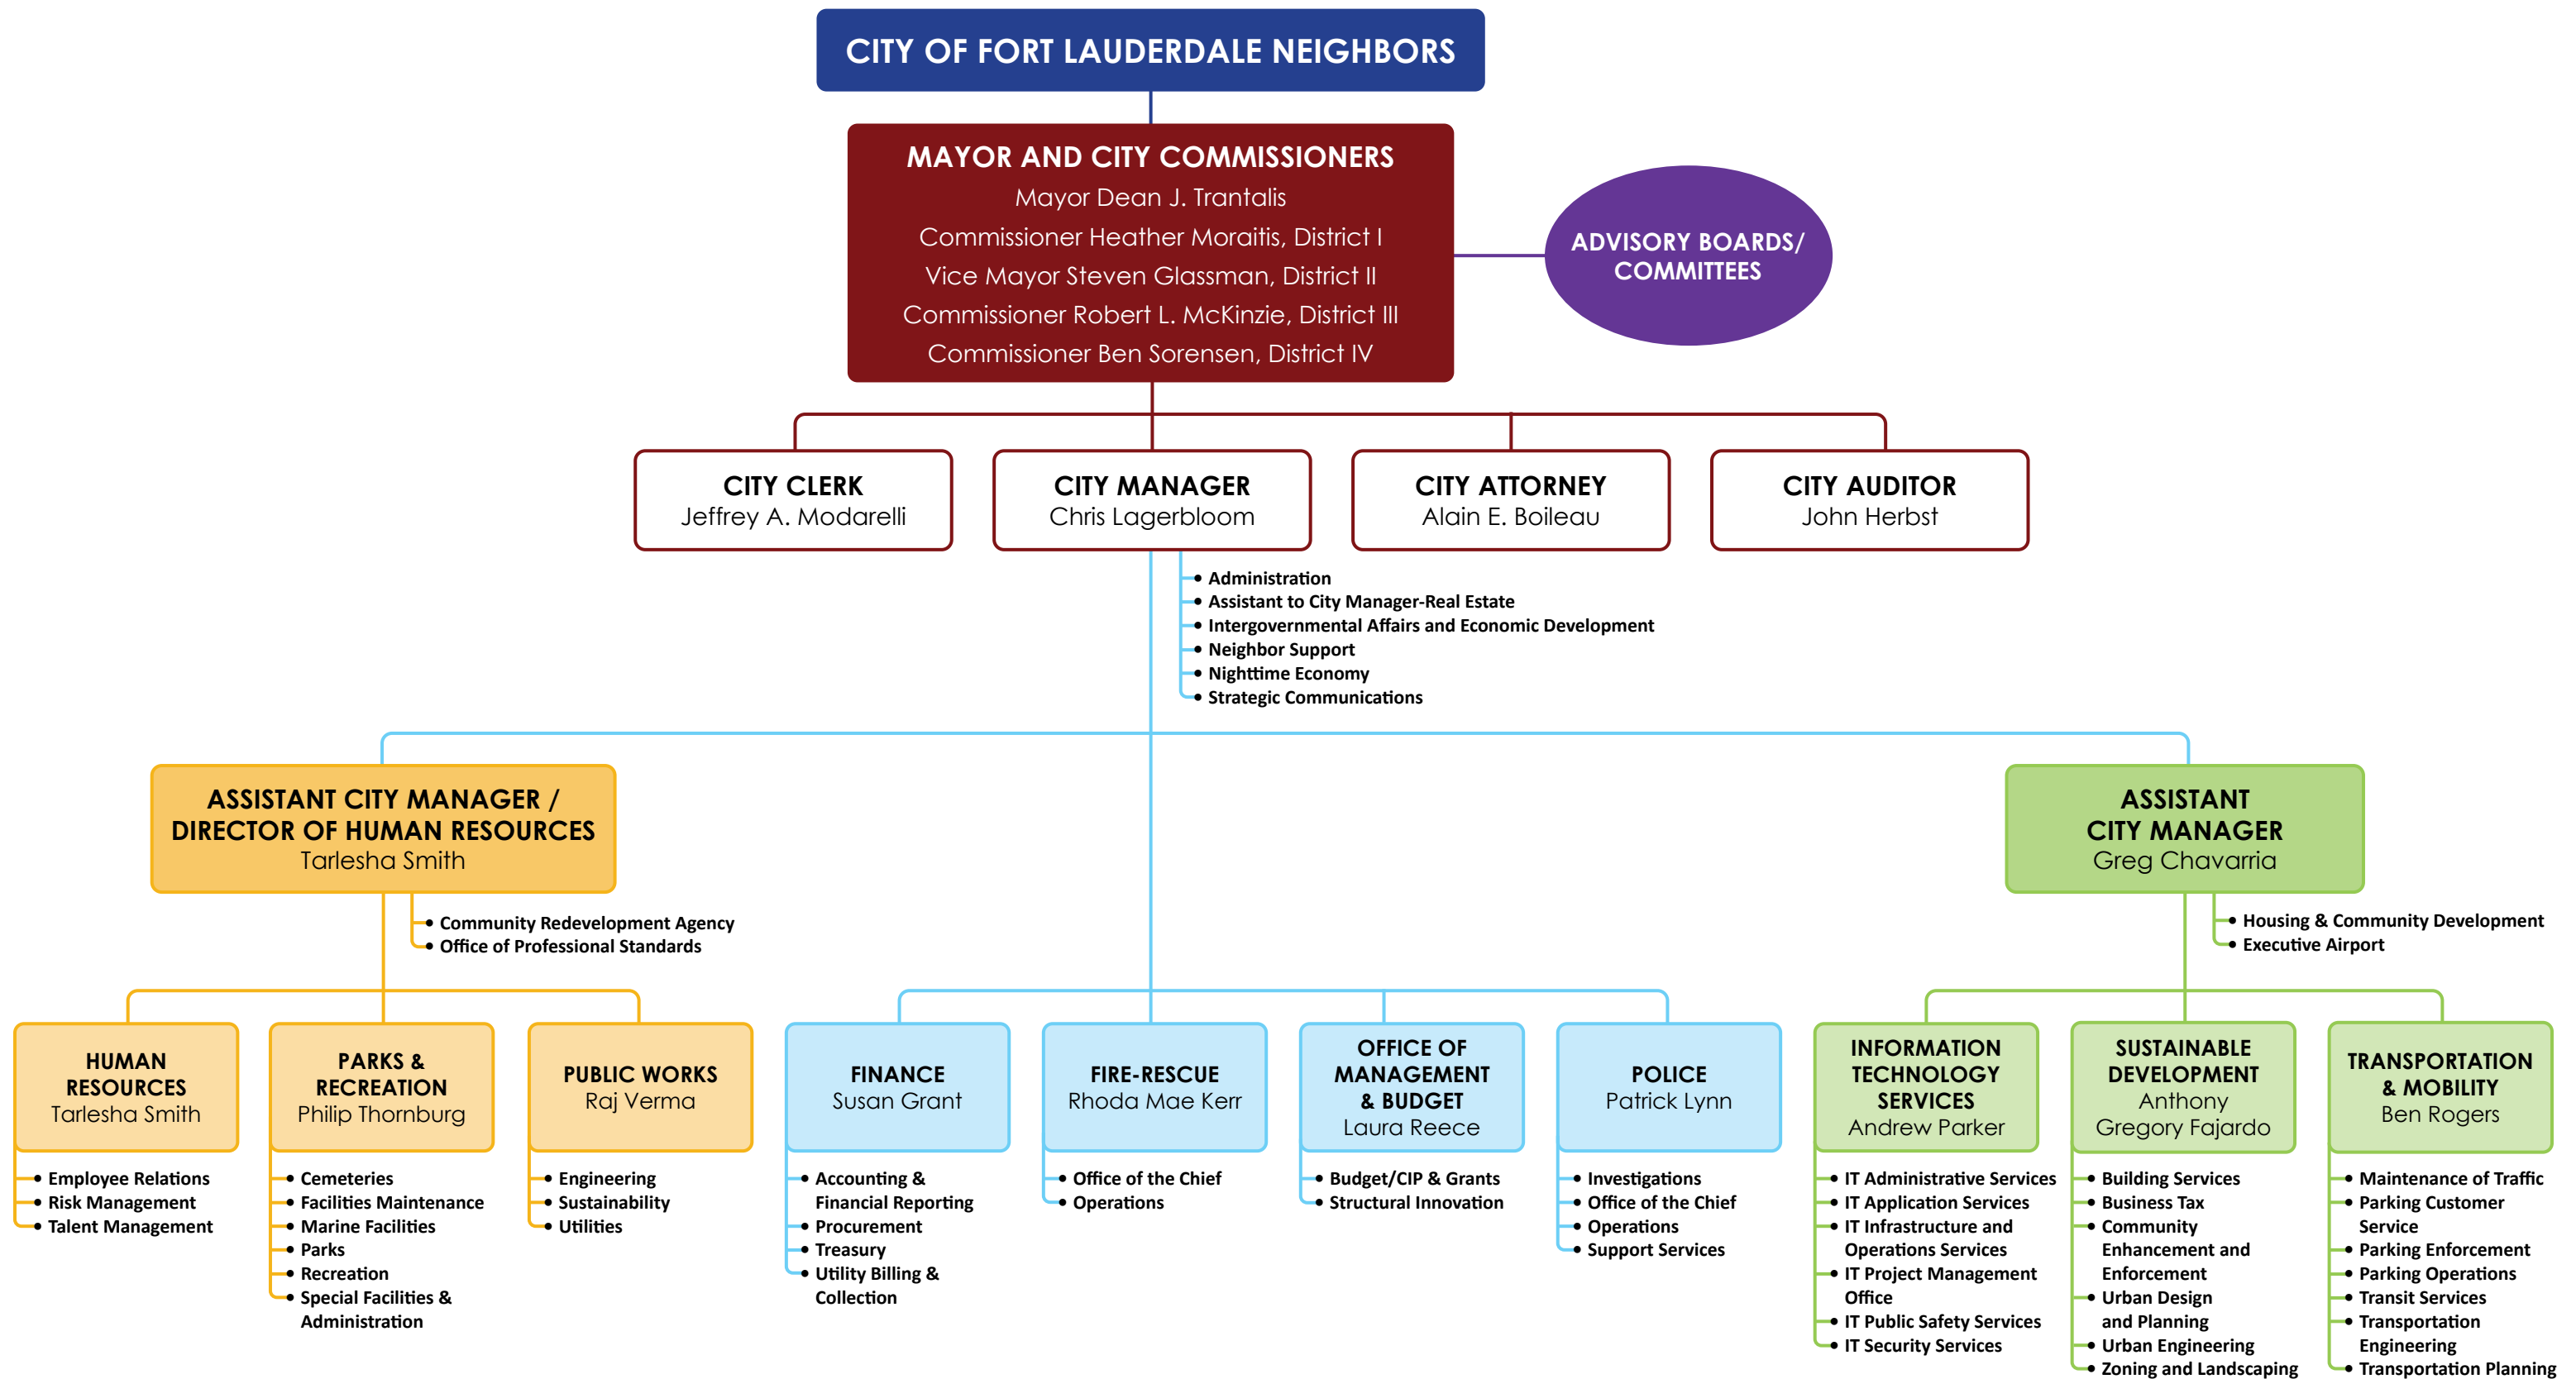 CITY OF FORT LAUDERDALE NEIGHBORS
MAYOR AND CITY COMMISSIONERS
Mayor Dean J. Trantalis
Commissioner Heather Moraitis, District I
Vice Mayor Steven Glassman, District II
Commissioner Robert L. McKinzie, District III
Commissioner Ben Sorensen, District IV
ADVISORY BOARDS/
COMMITTEES
CITY CLERK
Jeffrey A. Modarelli
CITY MANAGER
Chris Lagerbloom
CITY ATTORNEY
Alain E. Boileau
CITY AUDITOR
John Herbst
• Administration
• Assistant to City Manager-Real Estate
• Intergovernmental Affairs and Economic Development
• Neighbor Support
• Nighttime Economy
• Strategic Communications
ASSISTANT CITY MANAGER /
DIRECTOR OF HUMAN RESOURCES
Tarlesha Smith
• Community Redevelopment Agency
• Office of Professional Standards
ASSISTANT
CITY MANAGER
Greg Chavarria
• Housing & Community Development
• Executive Airport
HUMAN
RESOURCES
Tarlesha Smith
• Employee Relations
• Risk Management
• Talent Management
PARKS &
RECREATION
Philip Thornburg
• Cemeteries
• Facilities Maintenance
• Marine Facilities
• Parks
• Recreation
• Special Facilities &
Administration
PUBLIC WORKS
Raj Verma
• Engineering
• Sustainability
• Utilities
FINANCE
Susan Grant
• Accounting &
Financial Reporting
• Procurement
• Treasury
• Utility Billing &
Collection
FIRE-RESCUE
Rhoda Mae Kerr
• Office of the Chief
• Operations
OFFICE OF
MANAGEMENT
& BUDGET
Laura Reece
• Budget/CIP & Grants
• Structural Innovation
POLICE
Patrick Lynn
• Investigations
• Office of the Chief
• Operations
• Support Services
INFORMATION
TECHNOLOGY
SERVICES
Andrew Parker
• IT Administrative Services
• IT Application Services
• IT Infrastructure and
Operations Services
• IT Project Management
Office
• IT Public Safety Services
• IT Security Services
SUSTAINABLE
DEVELOPMENT
Anthony
Gregory Fajardo
• Building Services
• Business Tax
• Community
Enhancement and
Enforcement
• Urban Design
and Planning
• Urban Engineering
• Zoning and Landscaping
TRANSPORTATION
& MOBILITY
Ben Rogers
• Maintenance of Traffic
• Parking Customer
Service
• Parking Enforcement
• Parking Operations
• Transit Services
• Transportation
Engineering
• Transportation Planning